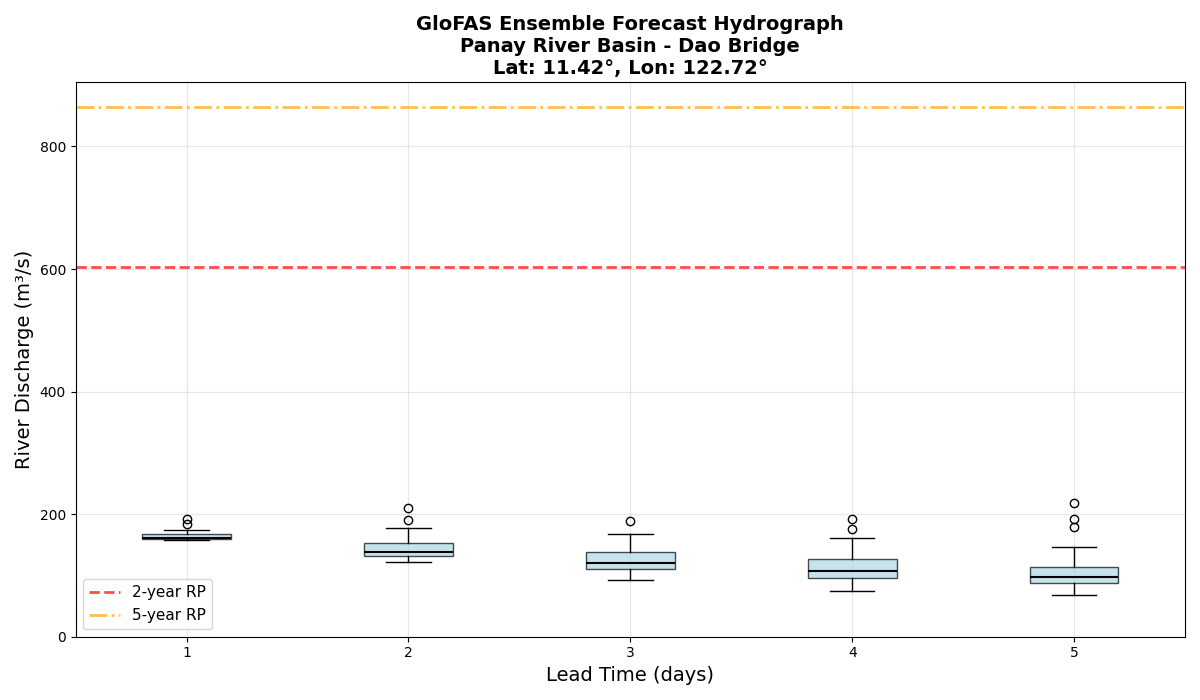 GloFAS Ensemble Forecast Hydrograph
Panay River Basin - Dao Bridge
Lat: 11.42°, Lon: 122.72°
River Discharge (m³/s)
800
600
400
200
0
2-year RP
5-year RP
1 2 3 4 5
Lead Time (days)